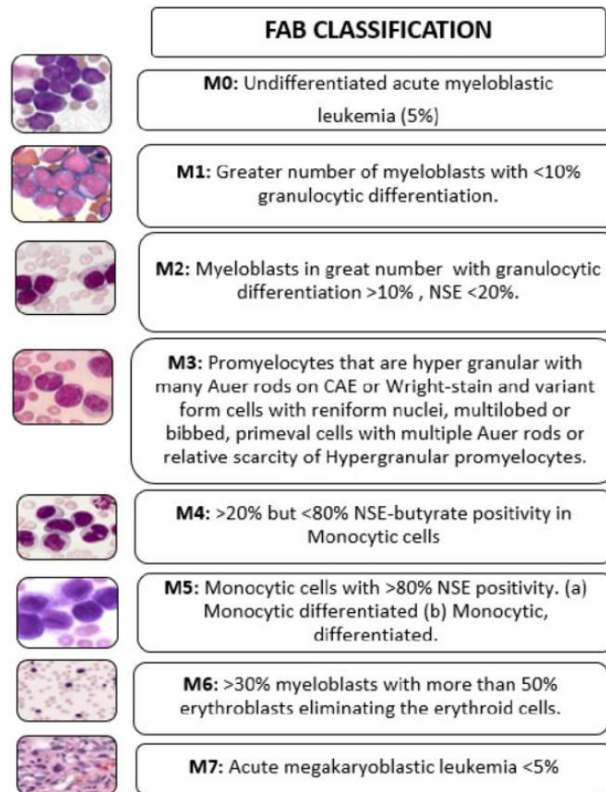 FAB CLASSIFICATION
M0: Undifferentiated acute myeloblastic
leukemia (5%)
M1: Greater number of myeloblasts with <10%
granulocytic differentiation.
M2: Myeloblasts in great number with granulocytic
differentiation >10% , NSE <20%.
M3: Promyelocytes that are hyper granular with
many Auer rods on CAE or Wright-stain and variant
form cells with reniform nuclei, multilobed or
bibbed, primeval cells with multiple Auer rods or
relative scarcity of Hypergranular promyelocytes.
M4: >20% but <80% NSE-butyrate positivity in
Monocytic cells
M5: Monocytic cells with >80% NSE positivity. (a)
Monocytic differentiated (b) Monocytic,
differentiated.
M6: >30% myeloblasts with more than 50%
erythroblasts eliminating the erythroid cells.
M7: Acute megakaryoblastic leukemia <5%